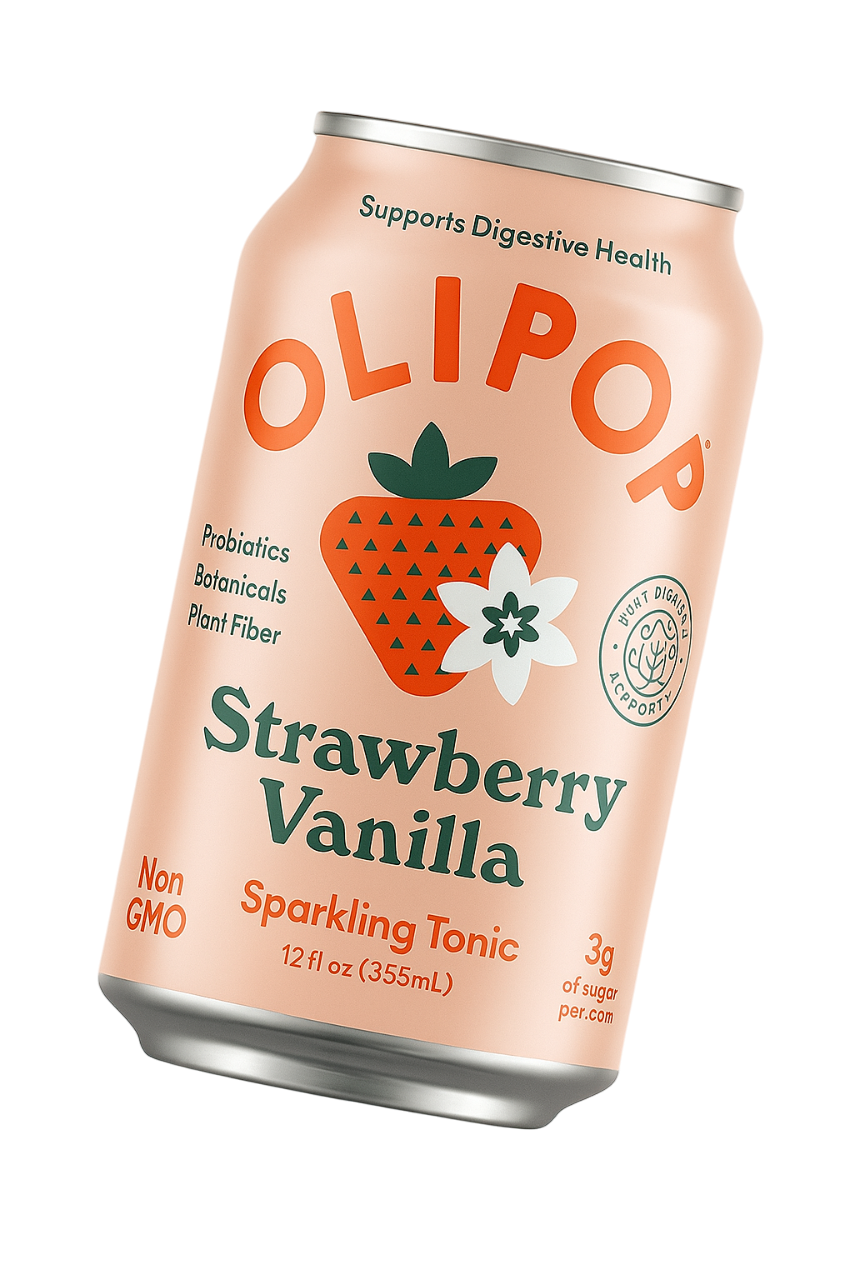 Supports Digestive Health
OLIPOP®
Probiatics
Botanicals
Plant Fiber
ACPPORTY
Strawberry
Vanilla
Non
GMO
Sparkling Tonic
12 fl oz (355mL)
3g
of sugar
per.com